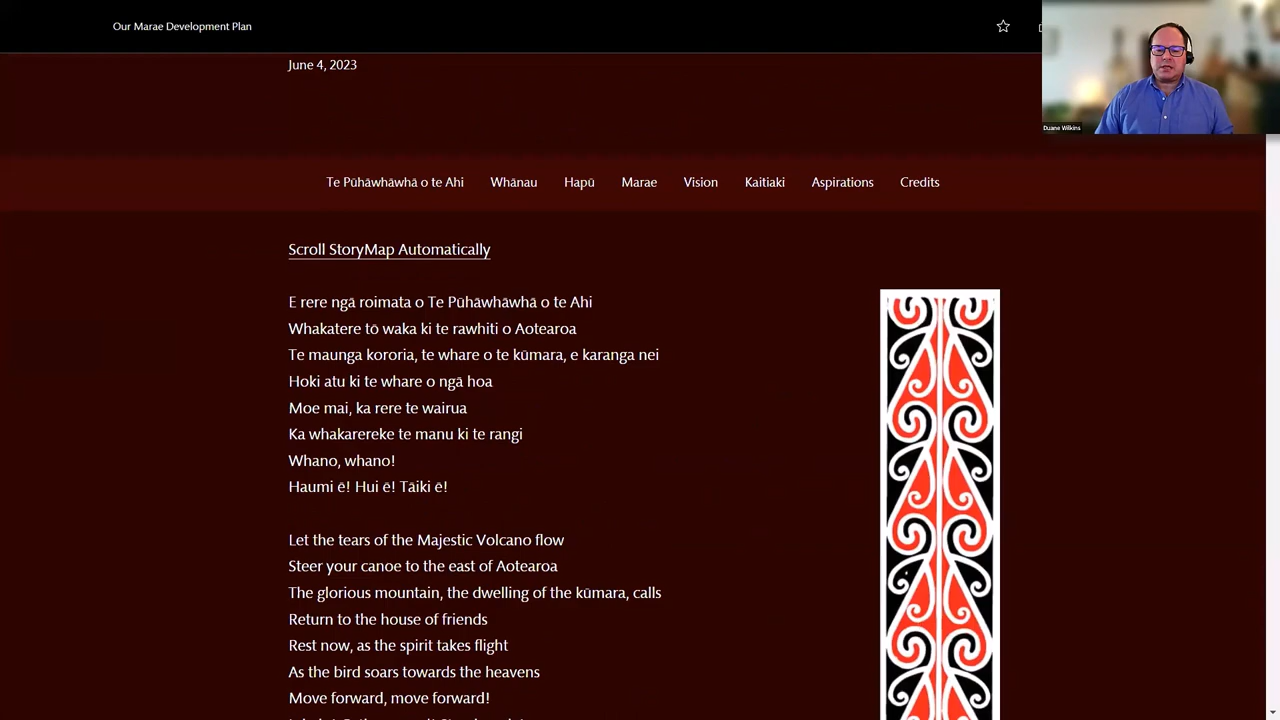 Our Marae Development Plan
Duane Wilkins
June 4, 2023
Te Pūhāwhāwhā o te Ahi Whānau Hapū Marae Vision Kaitiaki Aspirations Credits
Scroll StoryMap Automatically
E rere ngā roimata o Te Pūhāwhāwhā o te Ahi
Whakatere tō waka ki te rawhiti o Aotearoa
Te maunga kororia, te whare o te kūmara, e karanga nei
Hoki atu ki te whare o ngā hoa
Moe mai, ka rere te wairua
Ka whakarereke te manu ki te rangi
Whano, whano!
Haumi ē! Hui ē! Tāiki ē!
Let the tears of the Majestic Volcano flow
Steer your canoe to the east of Aotearoa
The glorious mountain, the dwelling of the kūmara, calls
Return to the house of friends
Rest now, as the spirit takes flight
As the bird soars towards the heavens
Move forward, move forward!